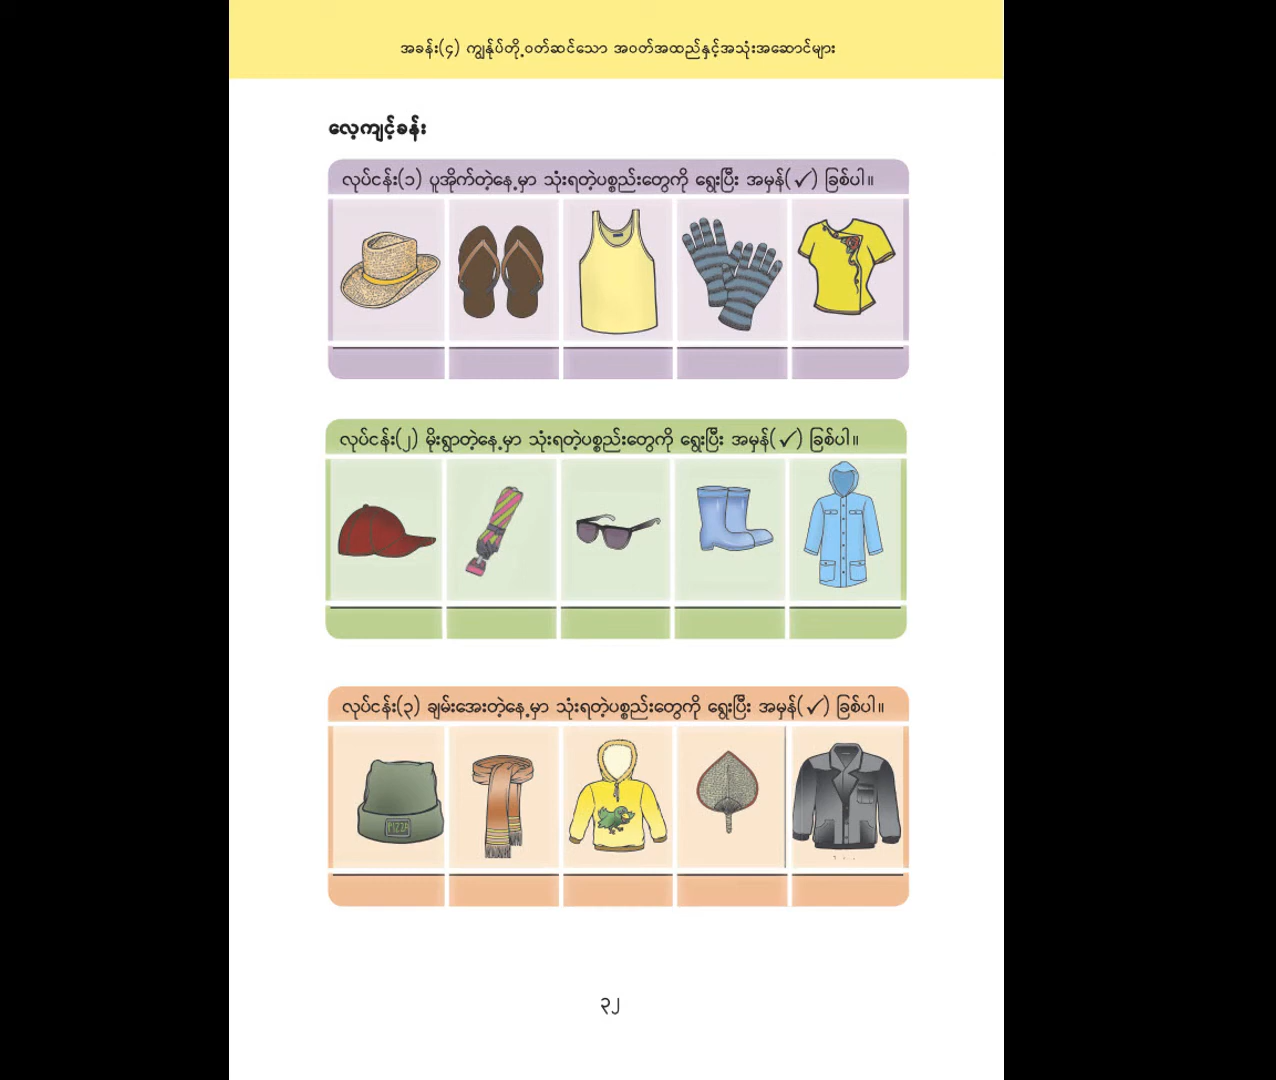 အခန်း(၄) ကျွန်ုပ်တို့ဝတ်ဆင်သော အဝတ်အထည်နှင့်အသုံးအဆောင်များ
လေ့ကျင့်ခန်း
လုပ်ငန်း(၁) ပူအိုက်တဲ့နေ့မှာ သုံးရတဲ့ပစ္စည်းတွေကို ရွေးပြီး အမှန်(✓) ခြစ်ပါ။
လုပ်ငန်း(၂) မိုးရွာတဲ့နေ့မှာ သုံးရတဲ့ပစ္စည်းတွေကို ရွေးပြီး အမှန်(✓) ခြစ်ပါ။
လုပ်ငန်း(၃) ချမ်းအေးတဲ့နေ့မှာ သုံးရတဲ့ပစ္စည်းတွေကို ရွေးပြီး အမှန်(✓) ခြစ်ပါ။
PIZZA
၃၂